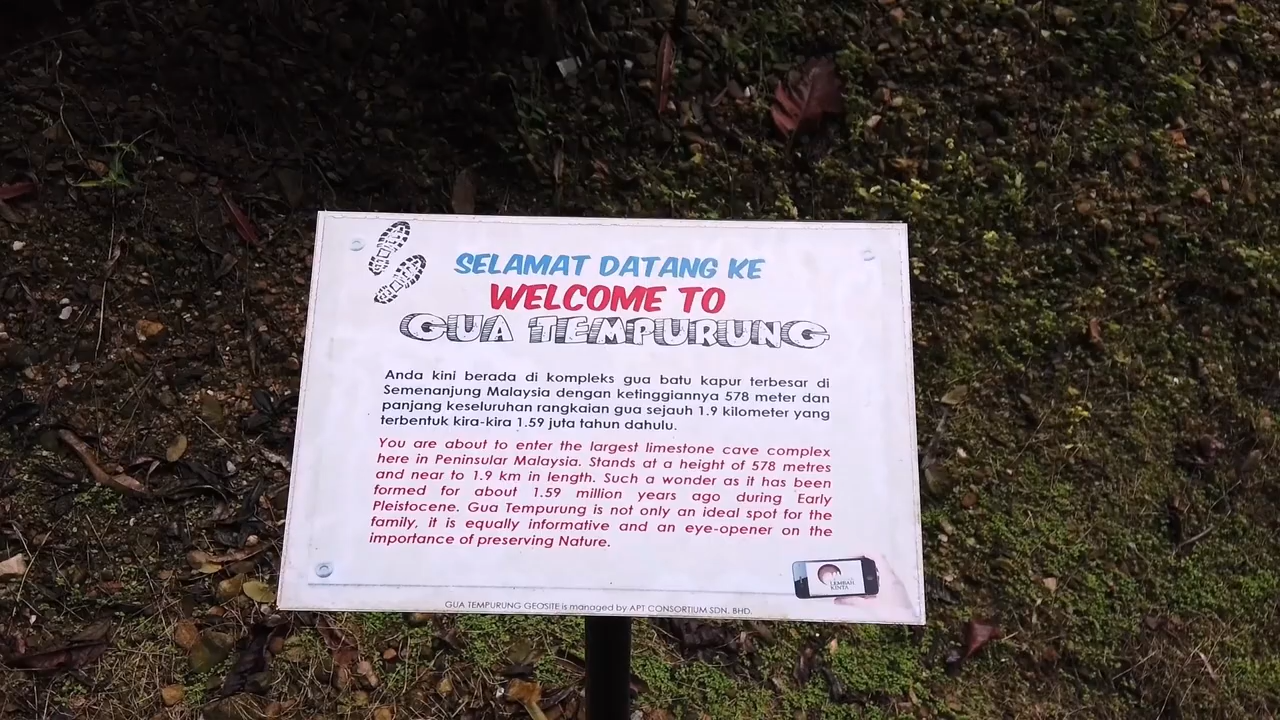 SELAMAT DATANG KE
WELCOME TO
GUA TEMPURUNG
Anda kini berada di kompleks gua batu kapur terbesar di
Semenanjung Malaysia dengan ketinggiannya 578 meter dan
panjang keseluruhan rangkaian gua sejauh 1.9 kilometer yang
terbentuk kira-kira 1.59 juta tahun dahulu.
You are about to enter the largest limestone cave complex
here in Peninsular Malaysia. Stands at a height of 578 metres
and near to 1.9 km in length. Such a wonder as it has been
formed for about 1.59 million years ago during Early
Pleistocene. Gua Tempurung is not only an ideal spot for the
family, it is equally informative and an eye-opener on the
importance of preserving Nature.
LEMBAH
KINTA
GUA TEMPURUNG GEOSITE is managed by APT CONSORTIUM SDN. BHD.